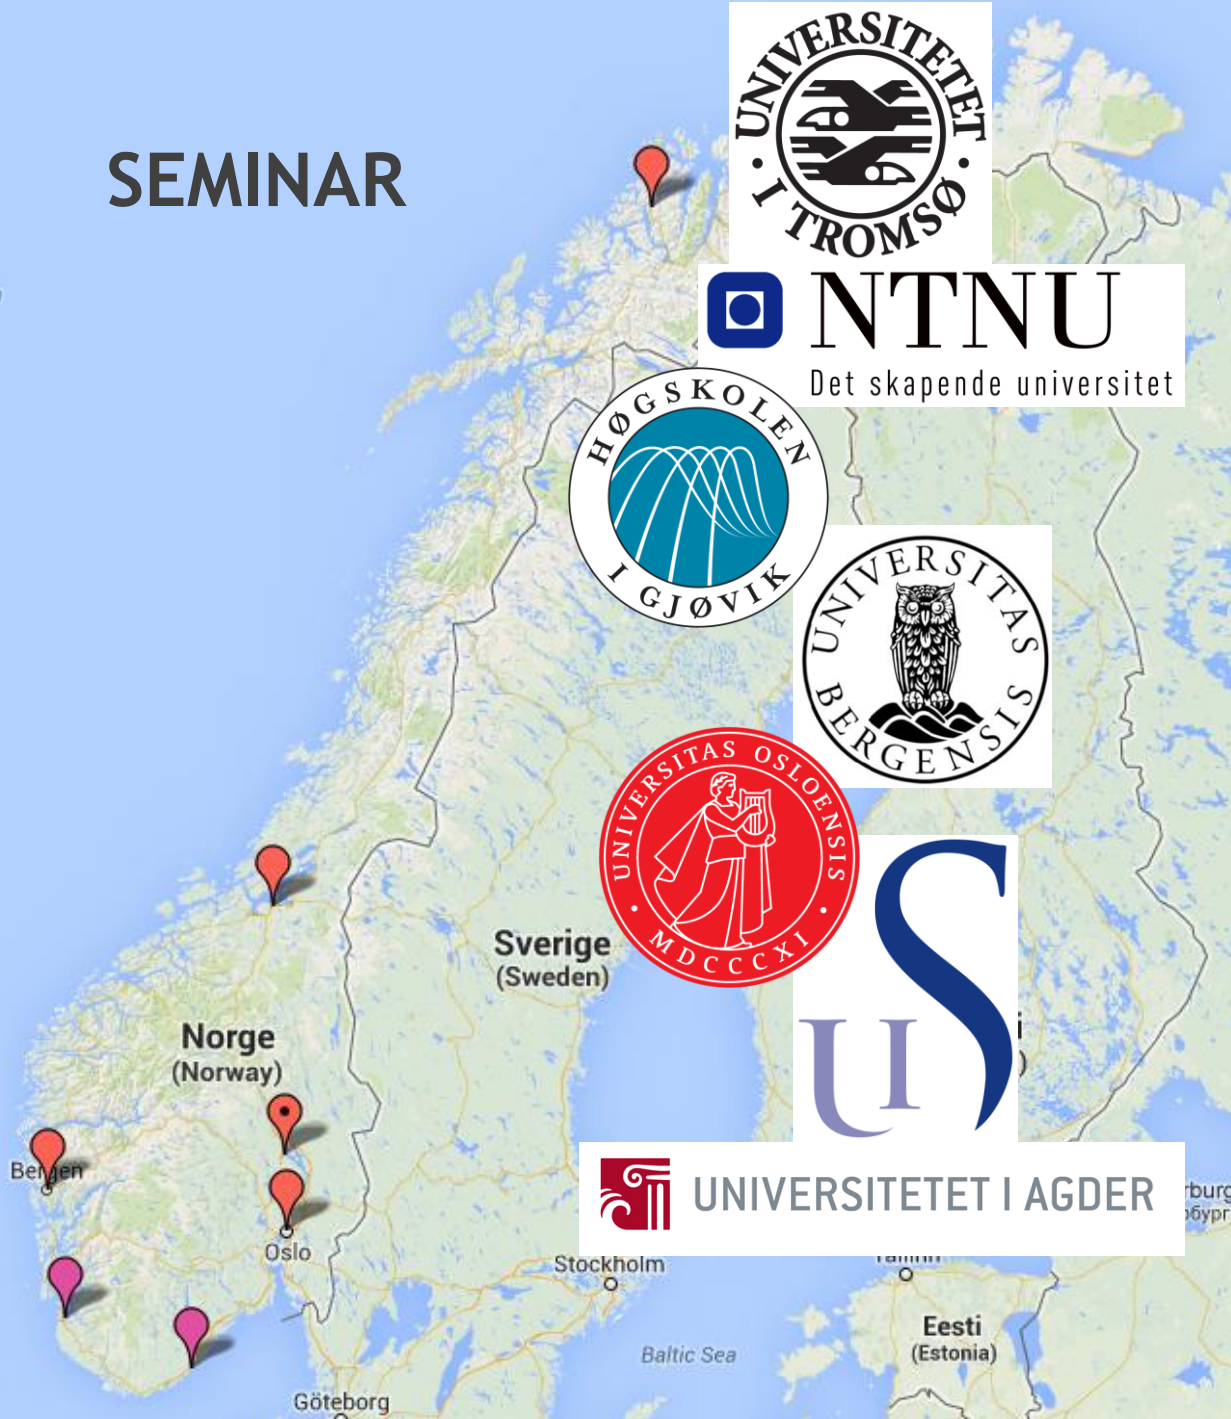 SEMINAR
UNIVERSITETET
· I TROMSØ ·
NTNU
Det skapende universitet
HØGSKOLEN
I GJØVIK
UNIVERSITAS
BERGENSIS
UNIVERSITAS OSLOENSIS
· MDCCCXI ·
Sverige
(Sweden)
Norge
(Norway)
UiS
Bergen
UNIVERSITETET I AGDER
Oslo
Stockholm
Eesti
(Estonia)
Baltic Sea
Göteborg